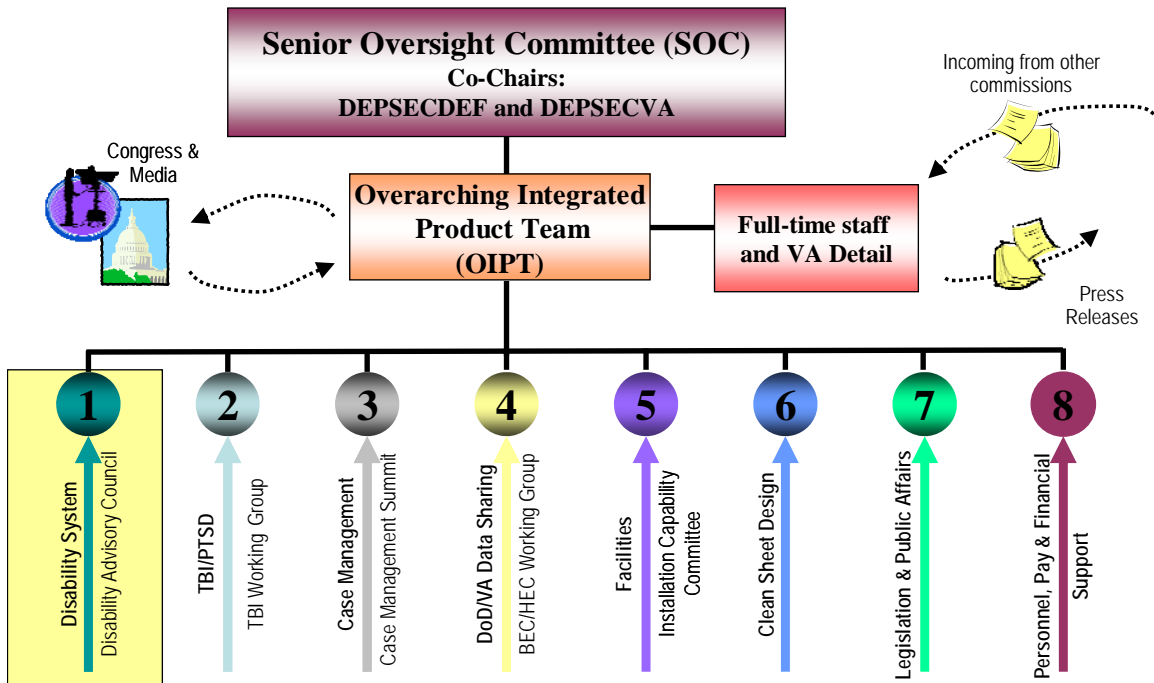 Senior Oversight Committee (SOC)
Co-Chairs:
DEPSECDEF and DEPSECVA
Incoming from other
commissions
Congress &
Media
Overarching Integrated
Product Team
(OIPT)
Full-time staff
and VA Detail
Press
Releases
1
Disability System
Disability Advisory Council
2
TBI/PTSD
TBI Working Group
3
Case Management
Case Management Summit
4
DoD/VA Data Sharing
BEC/HEC Working Group
5
Facilities
Installation Capability
Committee
6
Clean Sheet Design
7
Legislation & Public Affairs
8
Personnel, Pay & Financial
Support